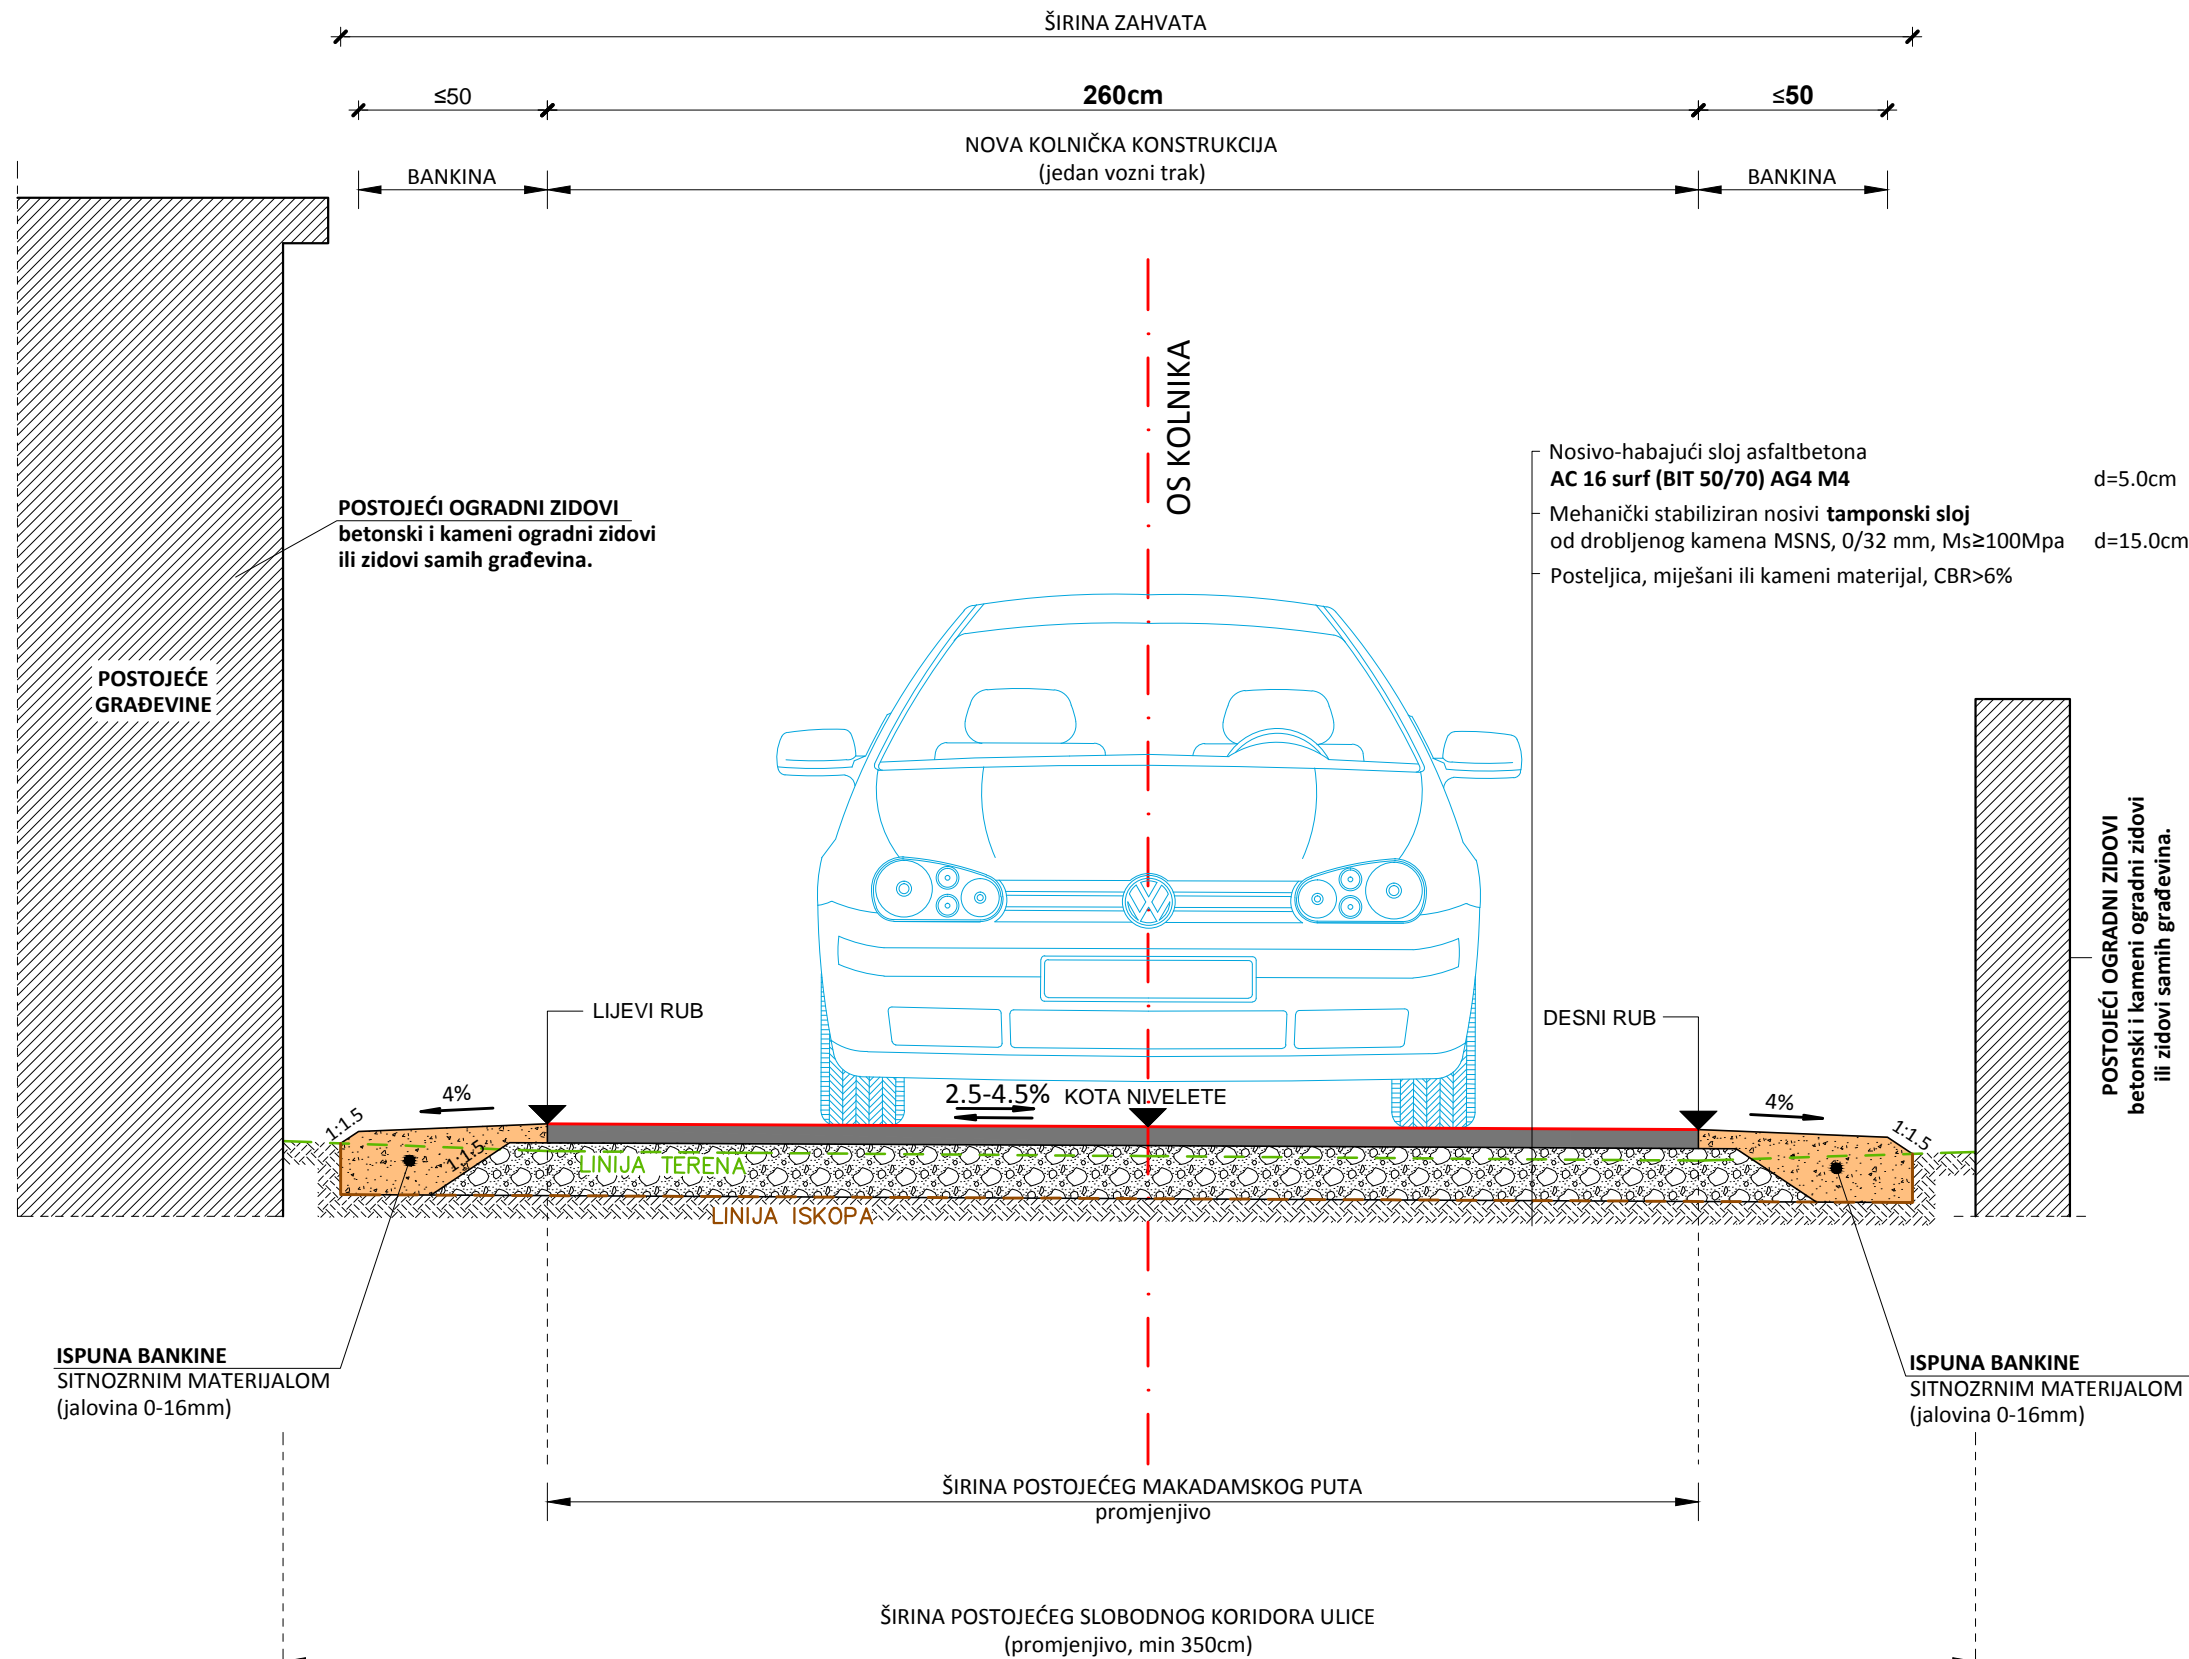 ŠIRINA ZAHVATA
≤50
260cm
≤50
NOVA KOLNIČKA KONSTRUKCIJA
(jedan vozni trak)
BANKINA
BANKINA
OS KOLNIKA
Nosivo-habajući sloj asfaltbetona
AC 16 surf (BIT 50/70) AG4 M4 d=5.0cm
Mehanički stabiliziran nosivi tamponski sloj
od drobljenog kamena MSNS, 0/32 mm, Ms≥100Mpa d=15.0cm
Posteljica, miješani ili kameni materijal, CBR>6%
POSTOJEĆI OGRADNI ZIDOVI
betonski i kameni ogradni zidovi
ili zidovi samih građevina.
POSTOJEĆE
GRAĐEVINE
POSTOJEĆI OGRADNI ZIDOVI
betonski i kameni ogradni zidovi
ili zidovi samih građevina.
LIJEVI RUB
DESNI RUB
4%
2.5-4.5%
KOTA NIVELETE
4%
1:1.5
1:1.5
1:1.5
LINIJA TERENA
LINIJA ISKOPA
ISPUNA BANKINE
SITNOZRNIM MATERIJALOM
(jalovina 0-16mm)
ISPUNA BANKINE
SITNOZRNIM MATERIJALOM
(jalovina 0-16mm)
ŠIRINA POSTOJEĆEG MAKADAMSKOG PUTA
promjenjivo
ŠIRINA POSTOJEĆEG SLOBODNOG KORIDORA ULICE
(promjenjivo, min 350cm)